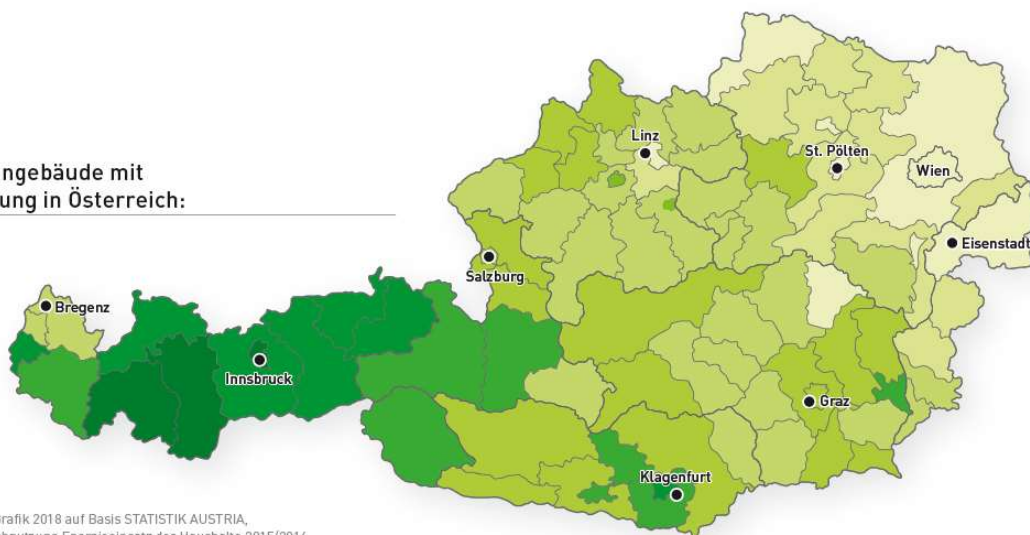 ngebäude mit
ung in Österreich:
Linz
St. Pölten
Wien
Eisenstadt
Salzburg
Bregenz
Innsbruck
Graz
Klagenfurt
rafik 2018 auf Basis STATISTIK AUSTRIA,